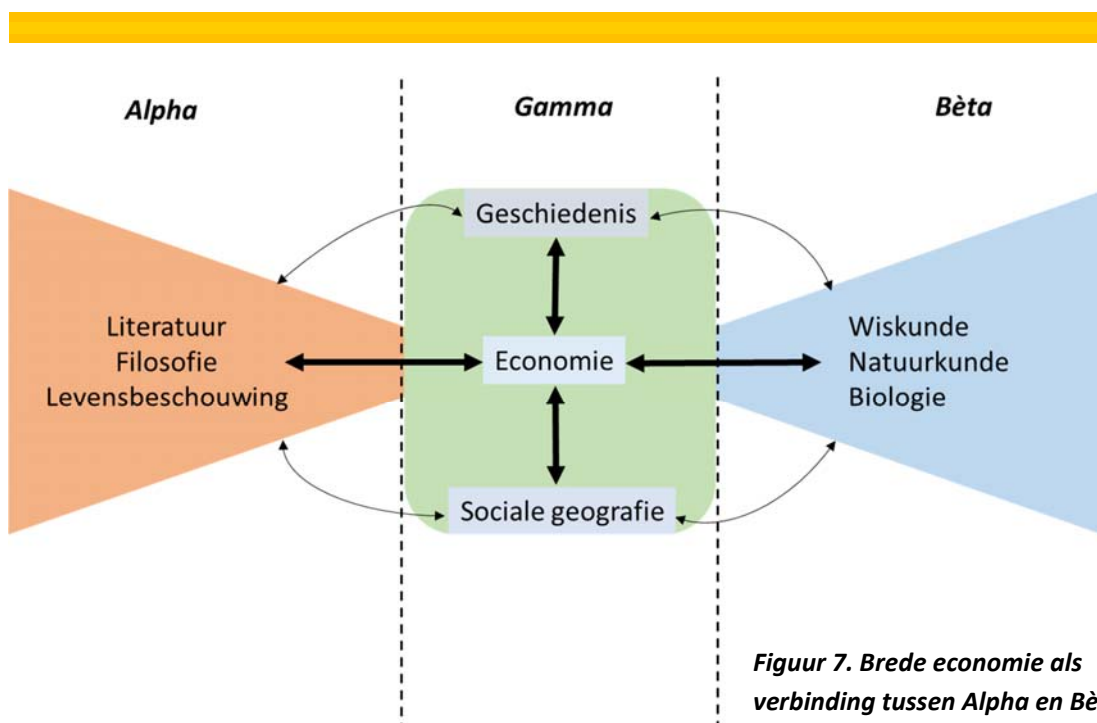 Alpha
Gamma
Bèta
Geschiedenis
Literatuur
Filosofie
Levensbeschouwing
Economie
Wiskunde
Natuurkunde
Biologie
Sociale geografie
Figuur 7. Brede economie als
verbinding tussen Alpha en Bè